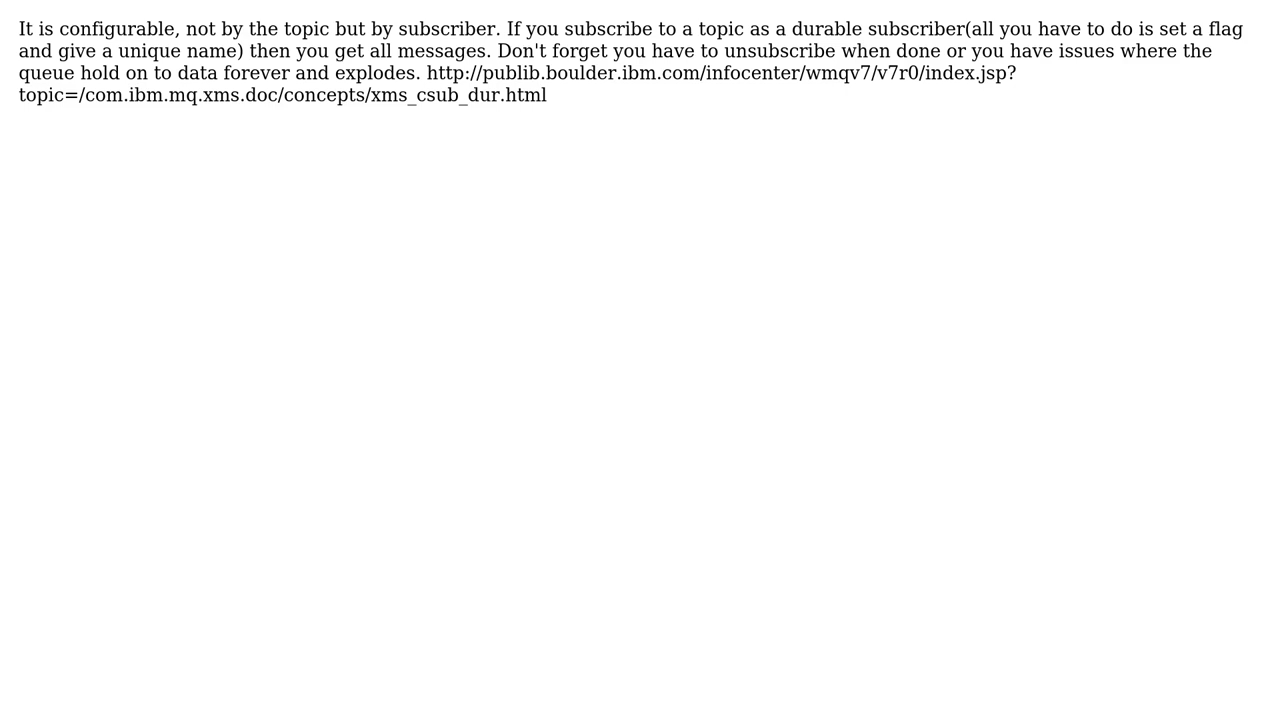 It is configurable, not by the topic but by subscriber. If you subscribe to a topic as a durable subscriber(all you have to do is set a flag
and give a unique name) then you get all messages. Don't forget you have to unsubscribe when done or you have issues where the
queue hold on to data forever and explodes. http://publib.boulder.ibm.com/infocenter/wmqv7/v7r0/index.jsp?
topic=/com.ibm.mq.xms.doc/concepts/xms_csub_dur.html